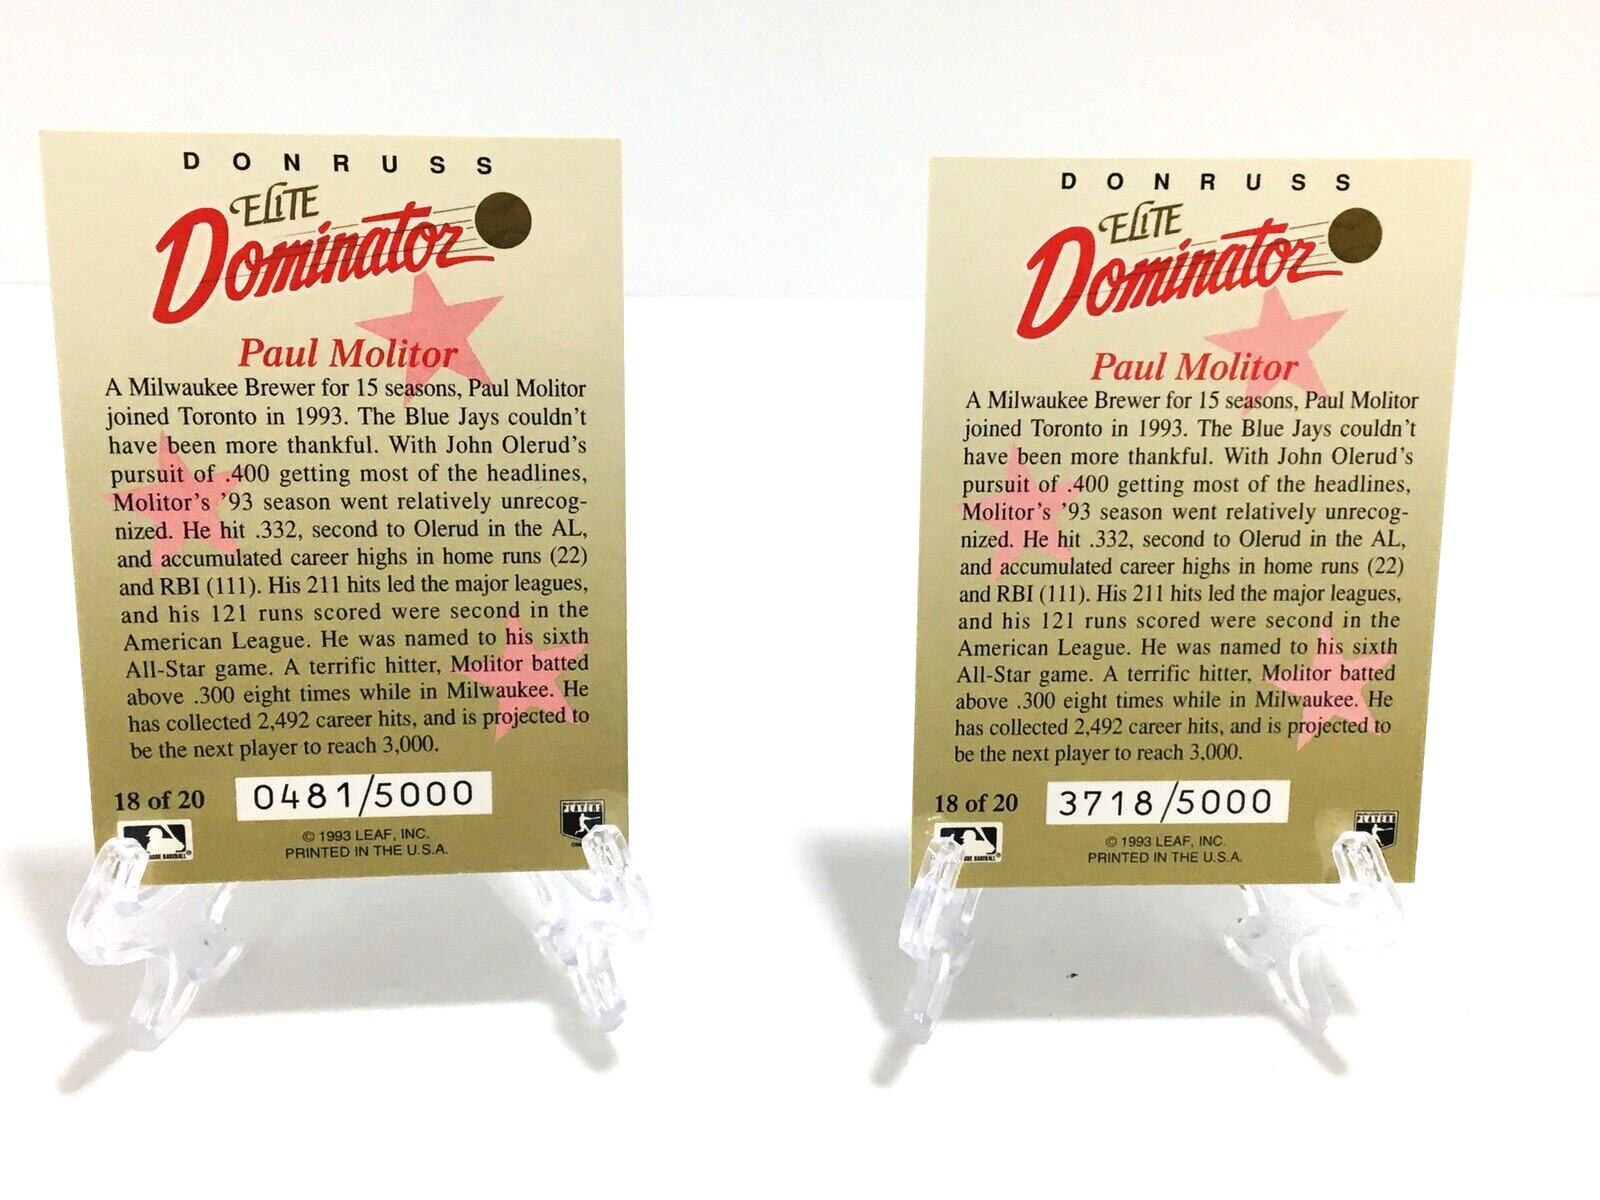 DONRUSS
ELITE
Dominator
Paul Molitor
A Milwaukee Brewer for 15 seasons, Paul Molitor
joined Toronto in 1993. The Blue Jays couldn't
have been more thankful. With John Olerud's
pursuit of .400 getting most of the headlines,
Molitor's '93 season went relatively unrecog-
nized. He hit .332, second to Olerud in the AL,
and accumulated career highs in home runs (22)
and RBI (111). His 211 hits led the major leagues,
and his 121 runs scored were second in the
American League. He was named to his sixth
All-Star game. A terrific hitter, Molitor batted
above .300 eight times while in Milwaukee. He
has collected 2,492 career hits, and is projected to
be the next player to reach 3,000.
18 of 20
0481/5000
PLAYERS
BASEBALL
© 1993 LEAF, INC.
PRINTED IN THE U.S.A.
DONRUSS
ELITE
Dominator
Paul Molitor
A Milwaukee Brewer for 15 seasons, Paul Molitor
joined Toronto in 1993. The Blue Jays couldn't
have been more thankful. With John Olerud's
pursuit of .400 getting most of the headlines,
Molitor's '93 season went relatively unrecog-
nized. He hit .332, second to Olerud in the AL,
and accumulated career highs in home runs (22)
and RBI (111). His 211 hits led the major leagues,
and his 121 runs scored were second in the
American League. He was named to his sixth
All-Star game. A terrific hitter, Molitor batted
above .300 eight times while in Milwaukee. He
has collected 2,492 career hits, and is projected to
be the next player to reach 3,000.
18 of 20
3718/5000
PLAYERS
BASEBALL
© 1993 LEAF, INC.
PRINTED IN THE U.S.A.